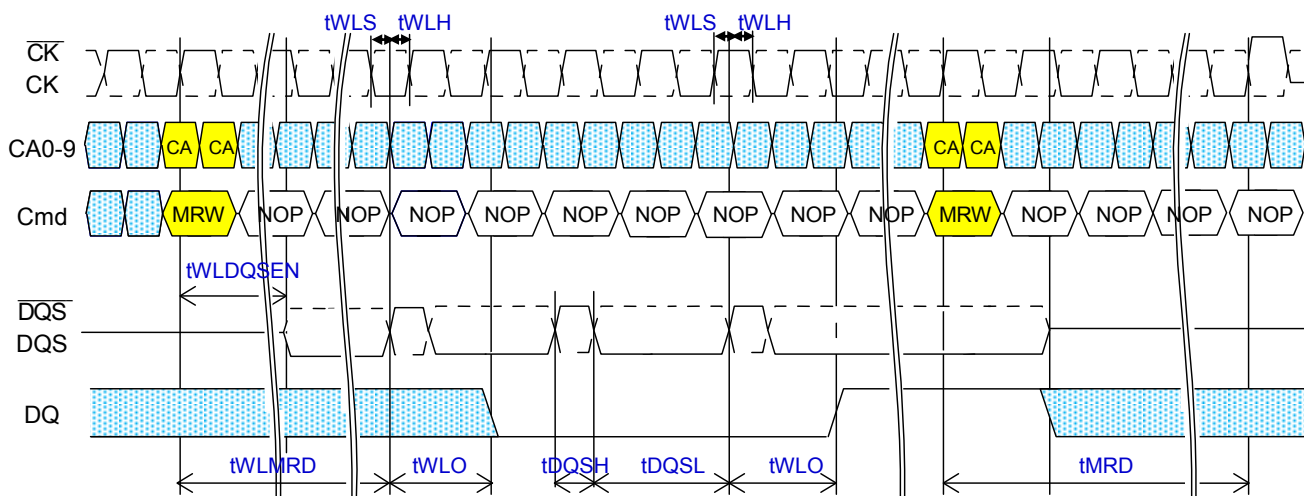 tWLS tWLH tWLS tWLH
CK
CK
CA0-9 CA CA CA CA
Cmd MRW NOP NOP NOP NOP NOP NOP NOP NOP NOP MRW NOP NOP NOP NOP
tWLDQSEN
DQS
DQS
DQ
tWLMRD tWLO tDQSH tDQSL tWLO tMRD